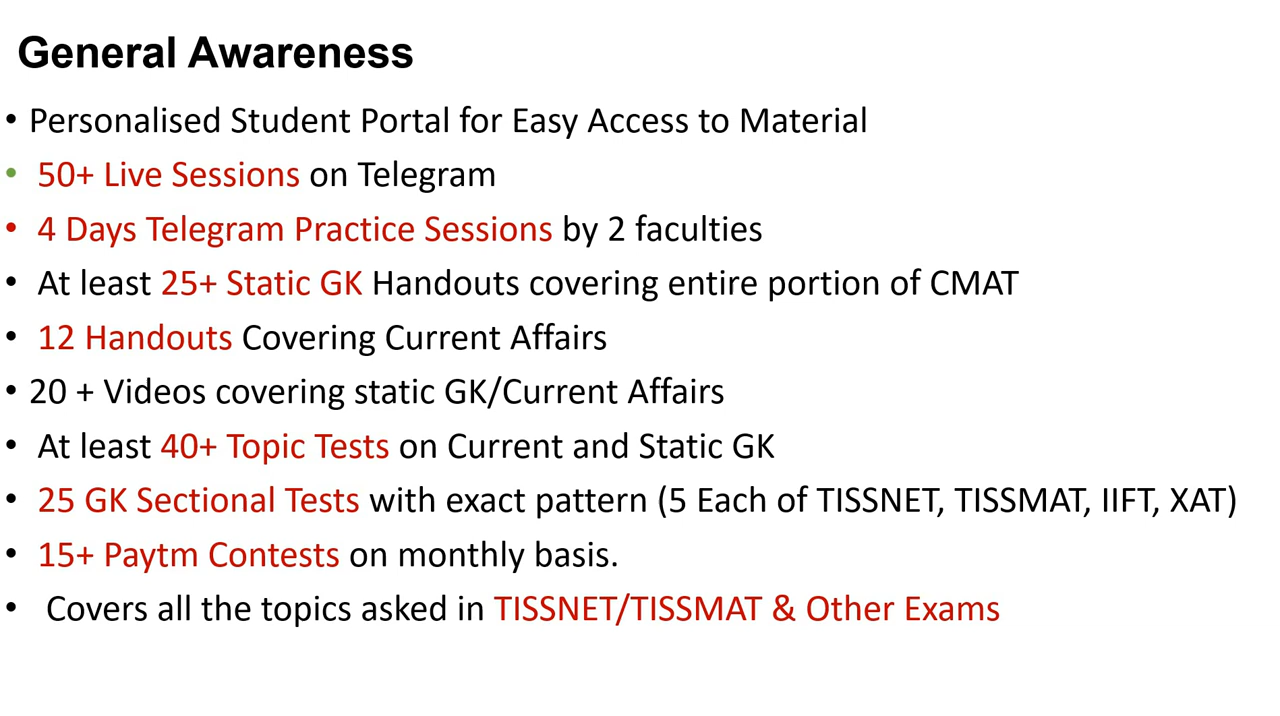 General Awareness
• Personalised Student Portal for Easy Access to Material
• 50+ Live Sessions on Telegram
• 4 Days Telegram Practice Sessions by 2 faculties
• At least 25+ Static GK Handouts covering entire portion of CMAT
• 12 Handouts Covering Current Affairs
• 20 + Videos covering static GK/Current Affairs
• At least 40+ Topic Tests on Current and Static GK
• 25 GK Sectional Tests with exact pattern (5 Each of TISSNET, TISSMAT, IIFT, XAT)
• 15+ Paytm Contests on monthly basis.
• Covers all the topics asked in TISSNET/TISSMAT & Other Exams